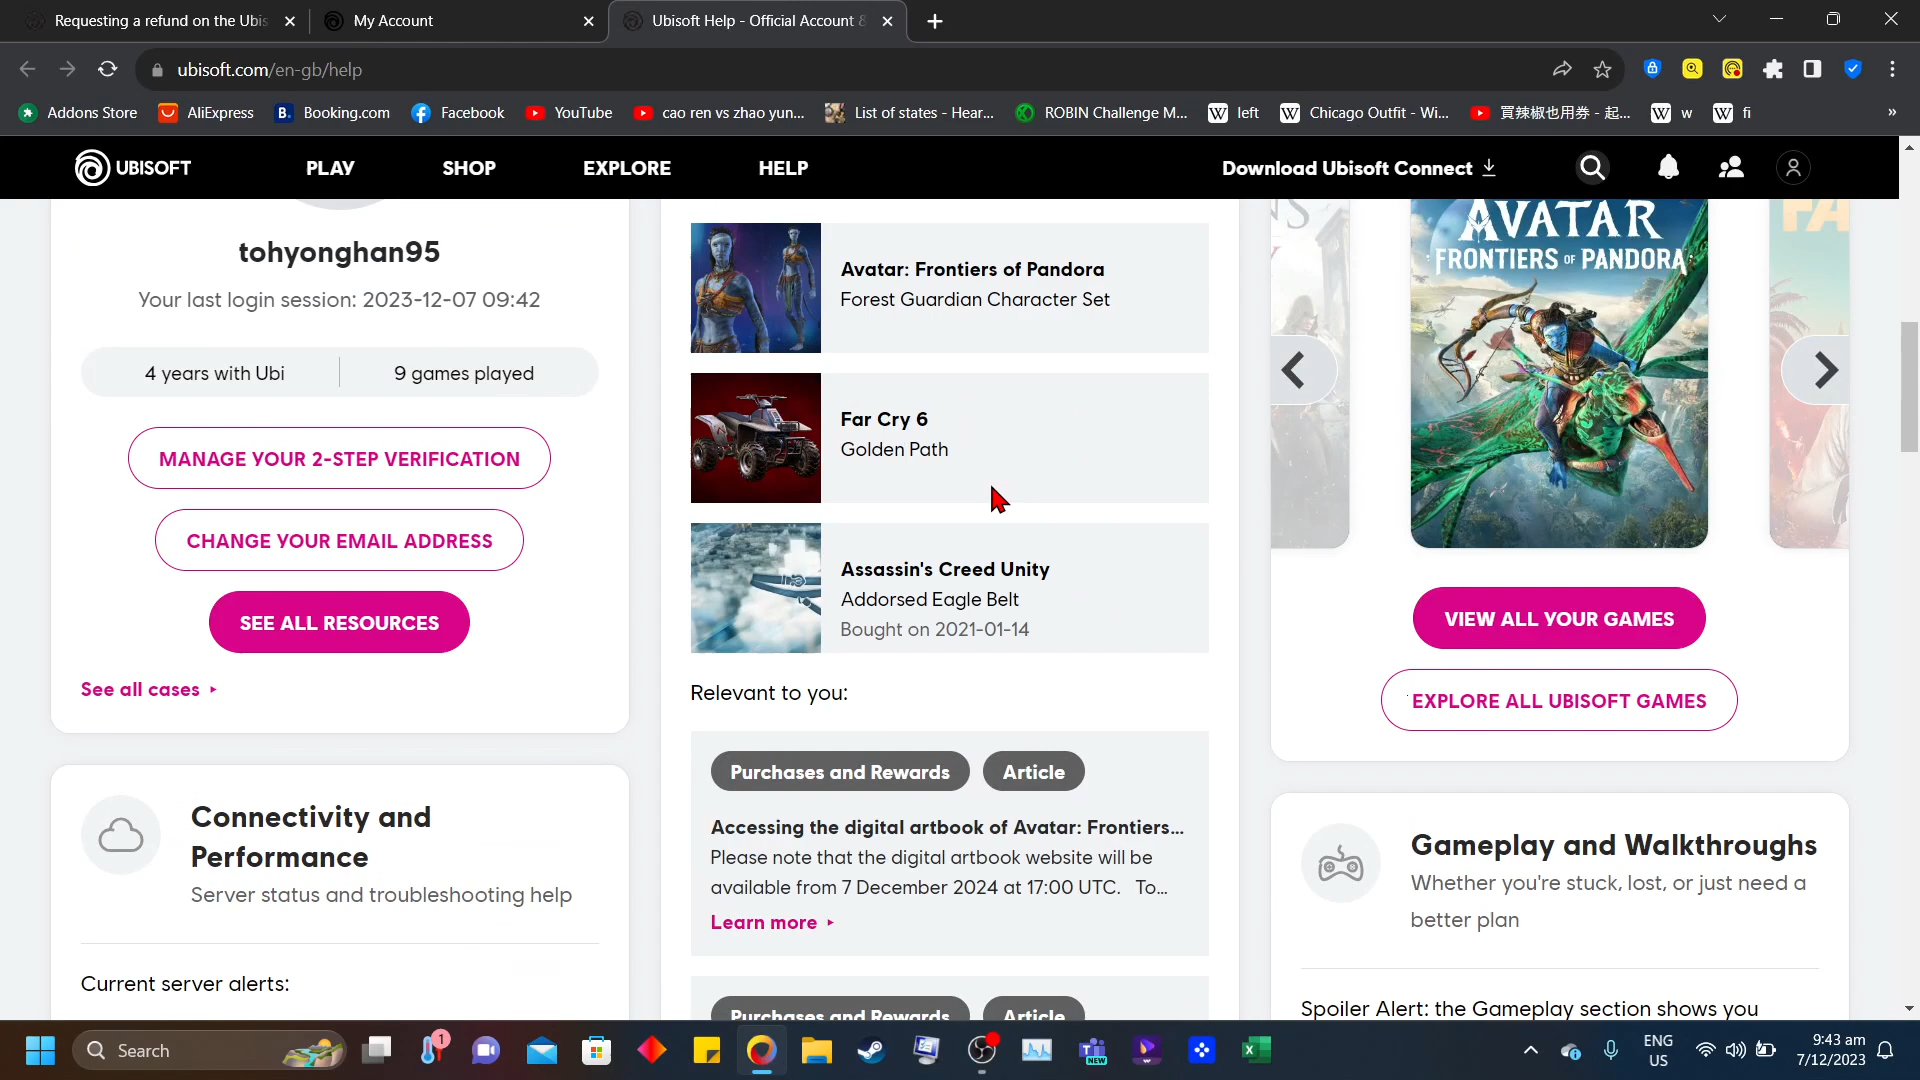 Requesting a refund on the Ubis
My Account
Ubisoft Help - Official Account &
ubisoft.com/en-gb/help
Addons Store
AliExpress
Booking.com
Facebook
YouTube
cao ren vs zhao yun...
List of states - Hear...
ROBIN Challenge M...
left
Chicago Outfit - Wi...
買辣椒也用券 - 起...
w
fi
»
UBISOFT
PLAY
SHOP
EXPLORE
HELP
Download Ubisoft Connect
tohyonghan95
Your last login session: 2023-12-07 09:42
4 years with Ubi
9 games played
MANAGE YOUR 2-STEP VERIFICATION
CHANGE YOUR EMAIL ADDRESS
SEE ALL RESOURCES
See all cases
Connectivity and
Performance
Server status and troubleshooting help
Current server alerts:
Avatar: Frontiers of Pandora
Forest Guardian Character Set
Far Cry 6
Golden Path
Assassin's Creed Unity
Addorsed Eagle Belt
Bought on 2021-01-14
Relevant to you:
Purchases and Rewards
Article
Accessing the digital artbook of Avatar: Frontiers...
Please note that the digital artbook website will be
available from 7 December 2024 at 17:00 UTC. To...
Learn more
Purchases and Rewards
Article
AVATAR
FRONTIERS OF PANDORA
FA
VIEW ALL YOUR GAMES
EXPLORE ALL UBISOFT GAMES
Gameplay and Walkthroughs
Whether you're stuck, lost, or just need a
better plan
Spoiler Alert: the Gameplay section shows you
Search
1
NEW
ENG
US
9:43 am
7/12/2023